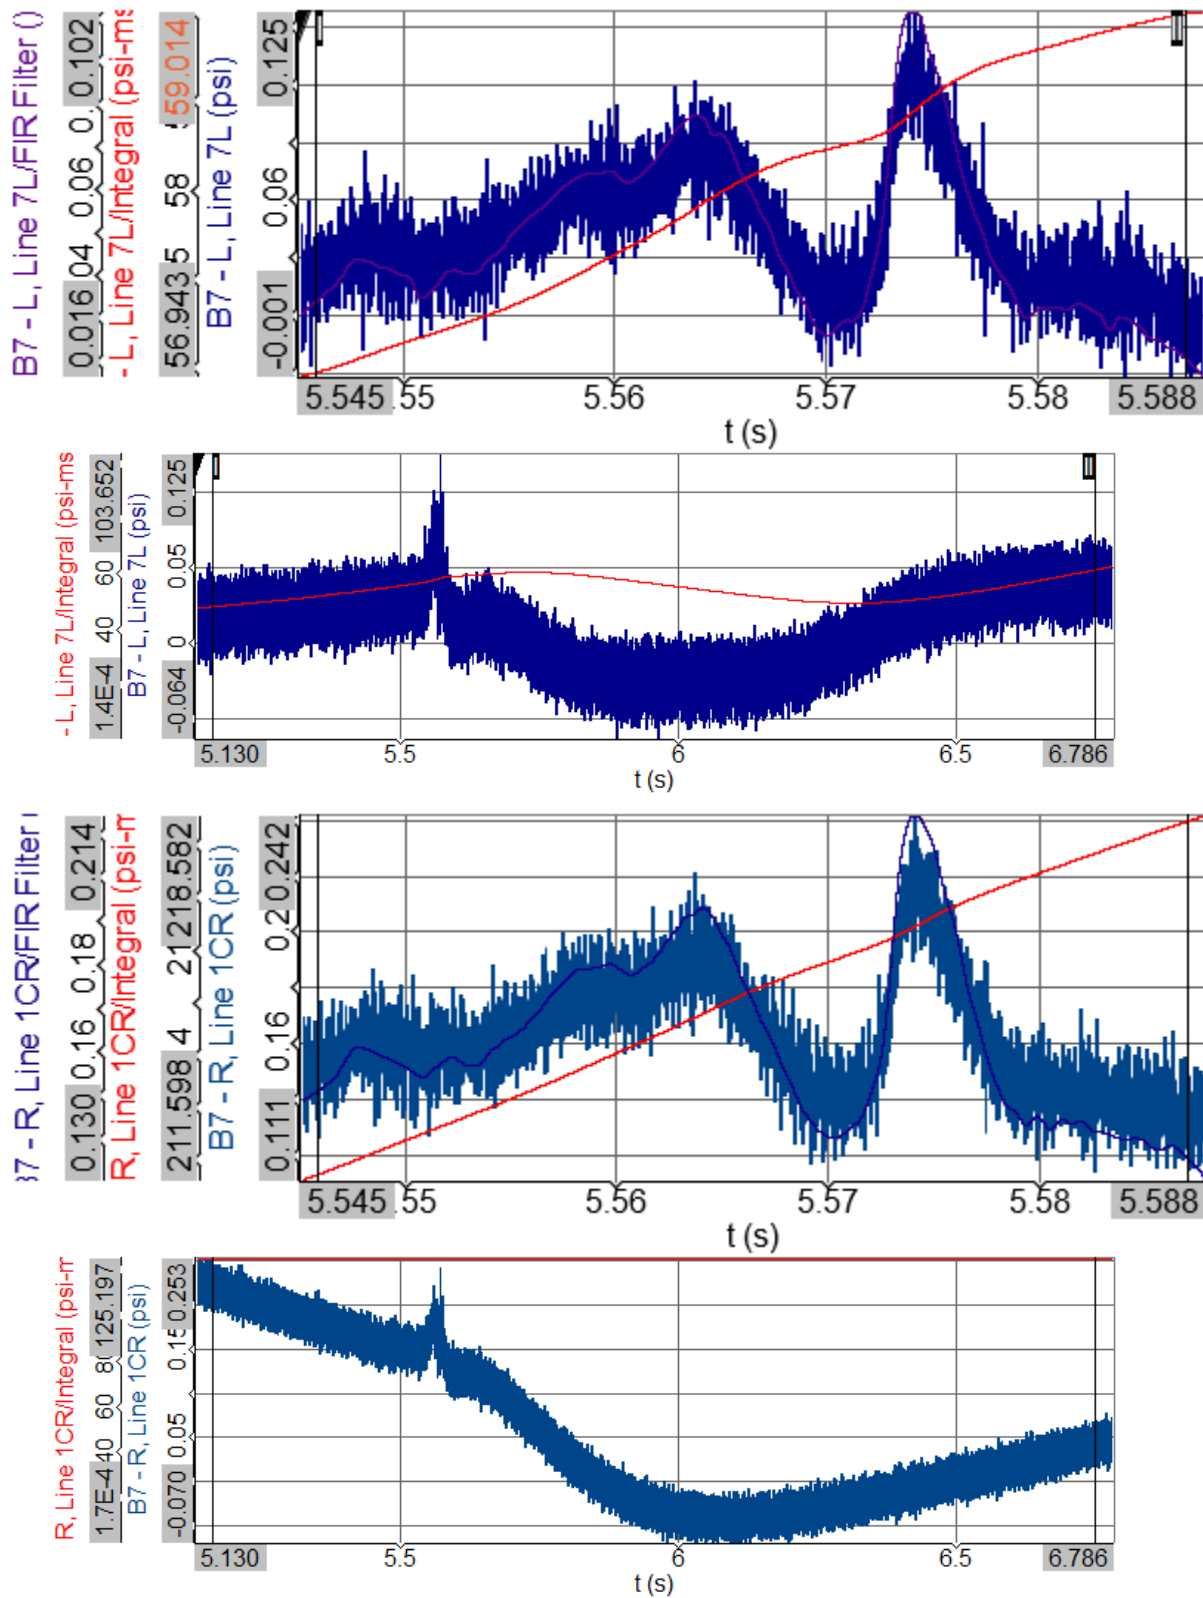 B7 - L, Line 7L/FIR Filter ()
0.016 04 0.06 0. 0.102
- L, Line 7L/Integral (psi-ms
56.943 5 58 59.014
B7 - L, Line 7L (psi)
-0.001 0.06 0.125
5.545 .55 5.56 5.57 5.58 5.588
t (s)
- L, Line 7L/Integral (psi-ms
1.4E-4 40 60 103.652
B7 - L, Line 7L (psi)
-0.064 0 0.05 0.125
5.130 5.5 6 6.5 6.786
t (s)
B7 - R, Line 1CR/FIR Filter
0.130 0.16 0.18 0.214
R, Line 1CR/Integral (psi-m
211.598 4 21 218.582
B7 - R, Line 1CR (psi)
0.111 0.16 0.2 0.242
5.545 .55 5.56 5.57 5.58 5.588
t (s)
R, Line 1CR/Integral (psi-m
1.7E-4 40 60 8( 125.197
B7 - R, Line 1CR (psi)
-0.070 0.05 0.15 0.253
5.130 5.5 6 6.5 6.786
t (s)